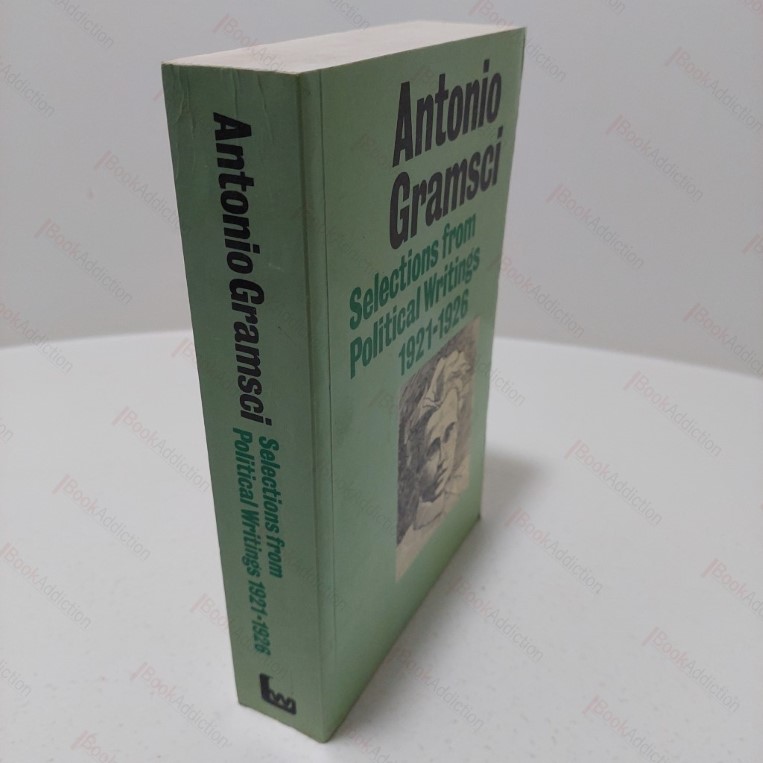 Antonio Gramsci
Selections from
Political Writings 1921-1926
Antonio
Gramsci
Selections from
Political Writings
1921-1926
BookAddiction